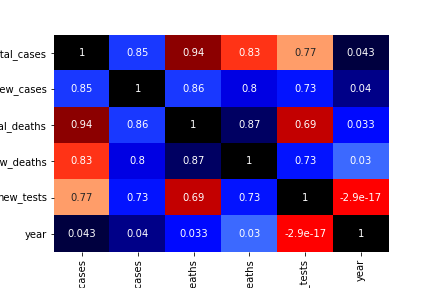 tal_cases 1 0.85 0.94 0.83 0.77 0.043
ew_cases 0.85 1 0.86 0.8 0.73 0.04
al_deaths 0.94 0.86 1 0.87 0.69 0.033
w_deaths 0.83 0.8 0.87 1 0.73 0.03
new_tests 0.77 0.73 0.69 0.73 1 -2.9e-17
year 0.043 0.04 0.033 0.03 -2.9e-17 1
cases cases eaths eaths _tests year